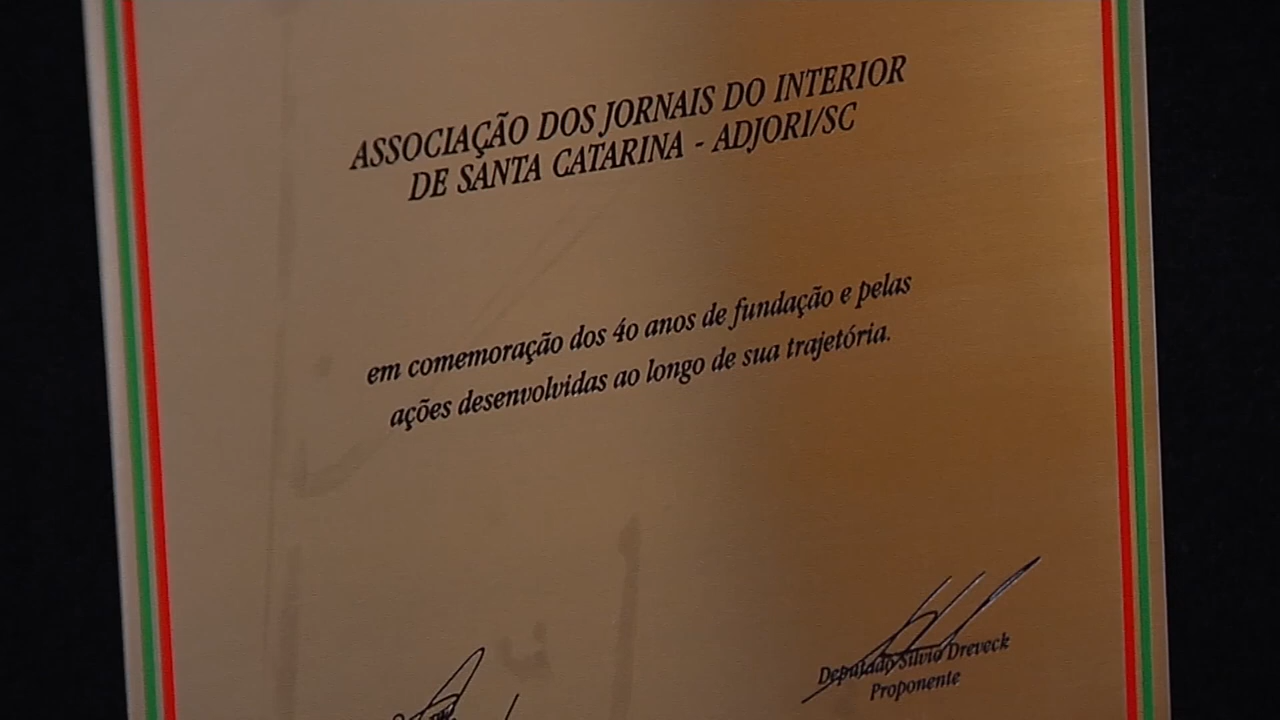 ASSOCIAÇÃO DOS JORNAIS DO INTERIOR
DE SANTA CATARINA - ADJORI/SC
em comemoração dos 40 anos de fundação e pelas
ações desenvolvidas ao longo de sua trajetória.
Deputado Silvio Dreveck
Proponente